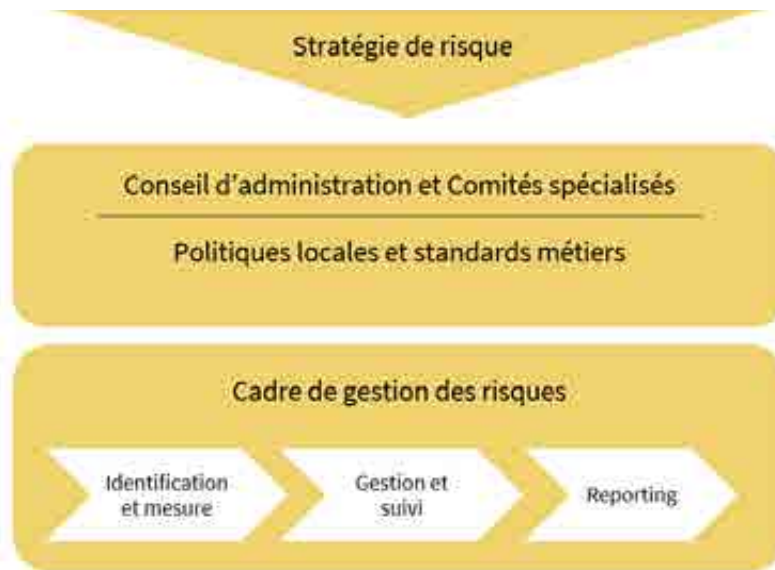 Stratégie de risque
Conseil d'administration et Comités spécialisés
Politiques locales et standards métiers
Cadre de gestion des risques
Identification
et mesure
Gestion et
suivi
Reporting